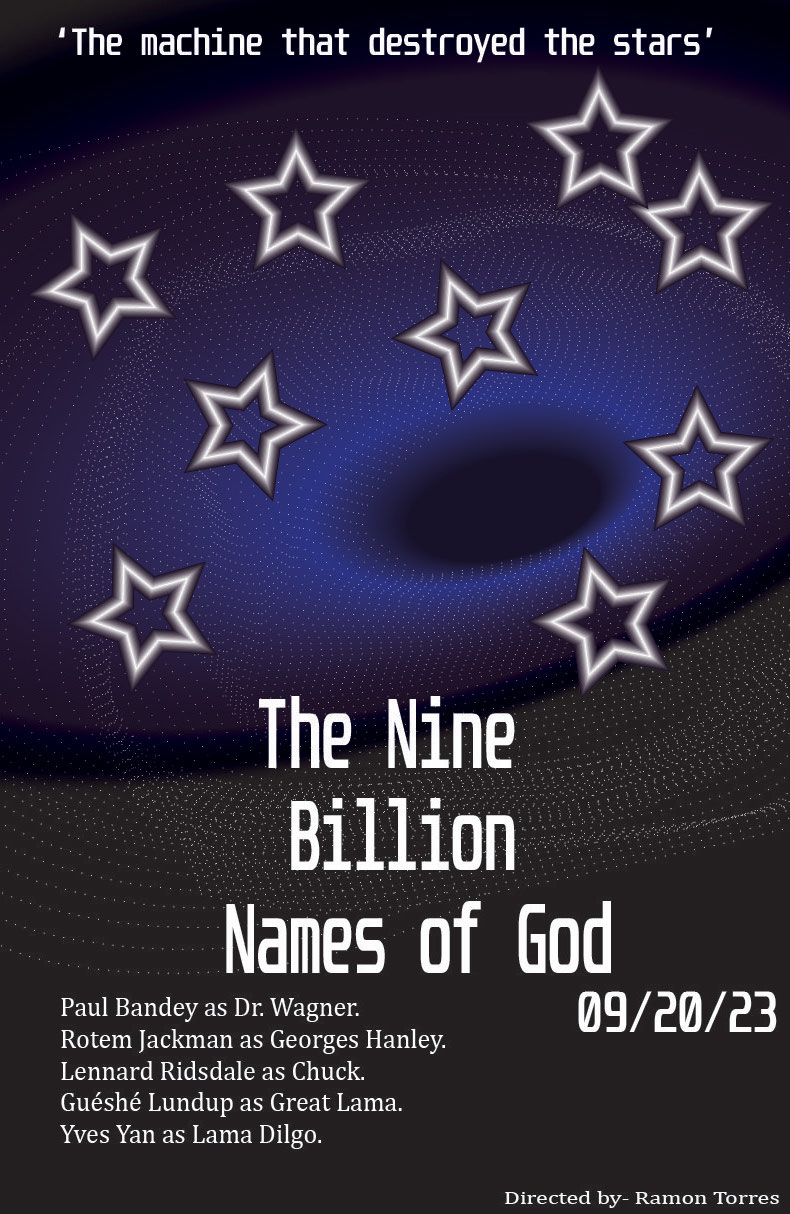 ‘The machine that destroyed the stars’
The Nine
Billion
Names of God
09/20/23
Paul Bandey as Dr. Wagner.
Rotem Jackman as Georges Hanley.
Lennard Ridsdale as Chuck.
Guéshé Lundup as Great Lama.
Yves Yan as Lama Dilgo.
Directed by- Ramon Torres